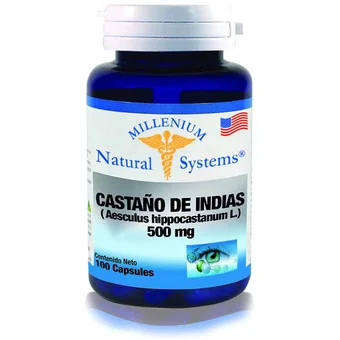 MILLENIUM
Natural Systems®
CASTAÑO DE INDIAS
( Aesculus hippocastanum L.)
500 mg
Contenido Neto
100 Capsules